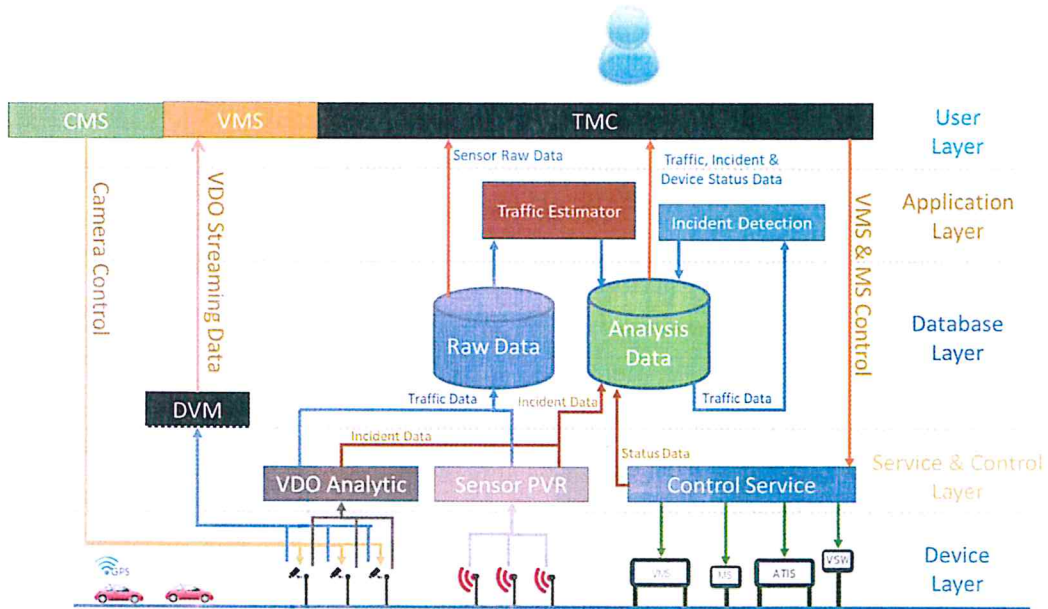 CMS
VMS
TMC
User
Layer
Sensor Raw Data
Traffic, Incident &
Device Status Data
Camera Control
VDO Streaming Data
Traffic Estimator
Incident Detection
VMS & MS Control
Application
Layer
Raw Data
Analysis
Data
Database
Layer
DVM
Traffic Data
Incident Data
Traffic Data
Incident Data
Status Data
VDO Analytic
Sensor PVR
Control Service
Service & Control
Layer
GPS
VMS
MS
ATIS
VSW
Device
Layer